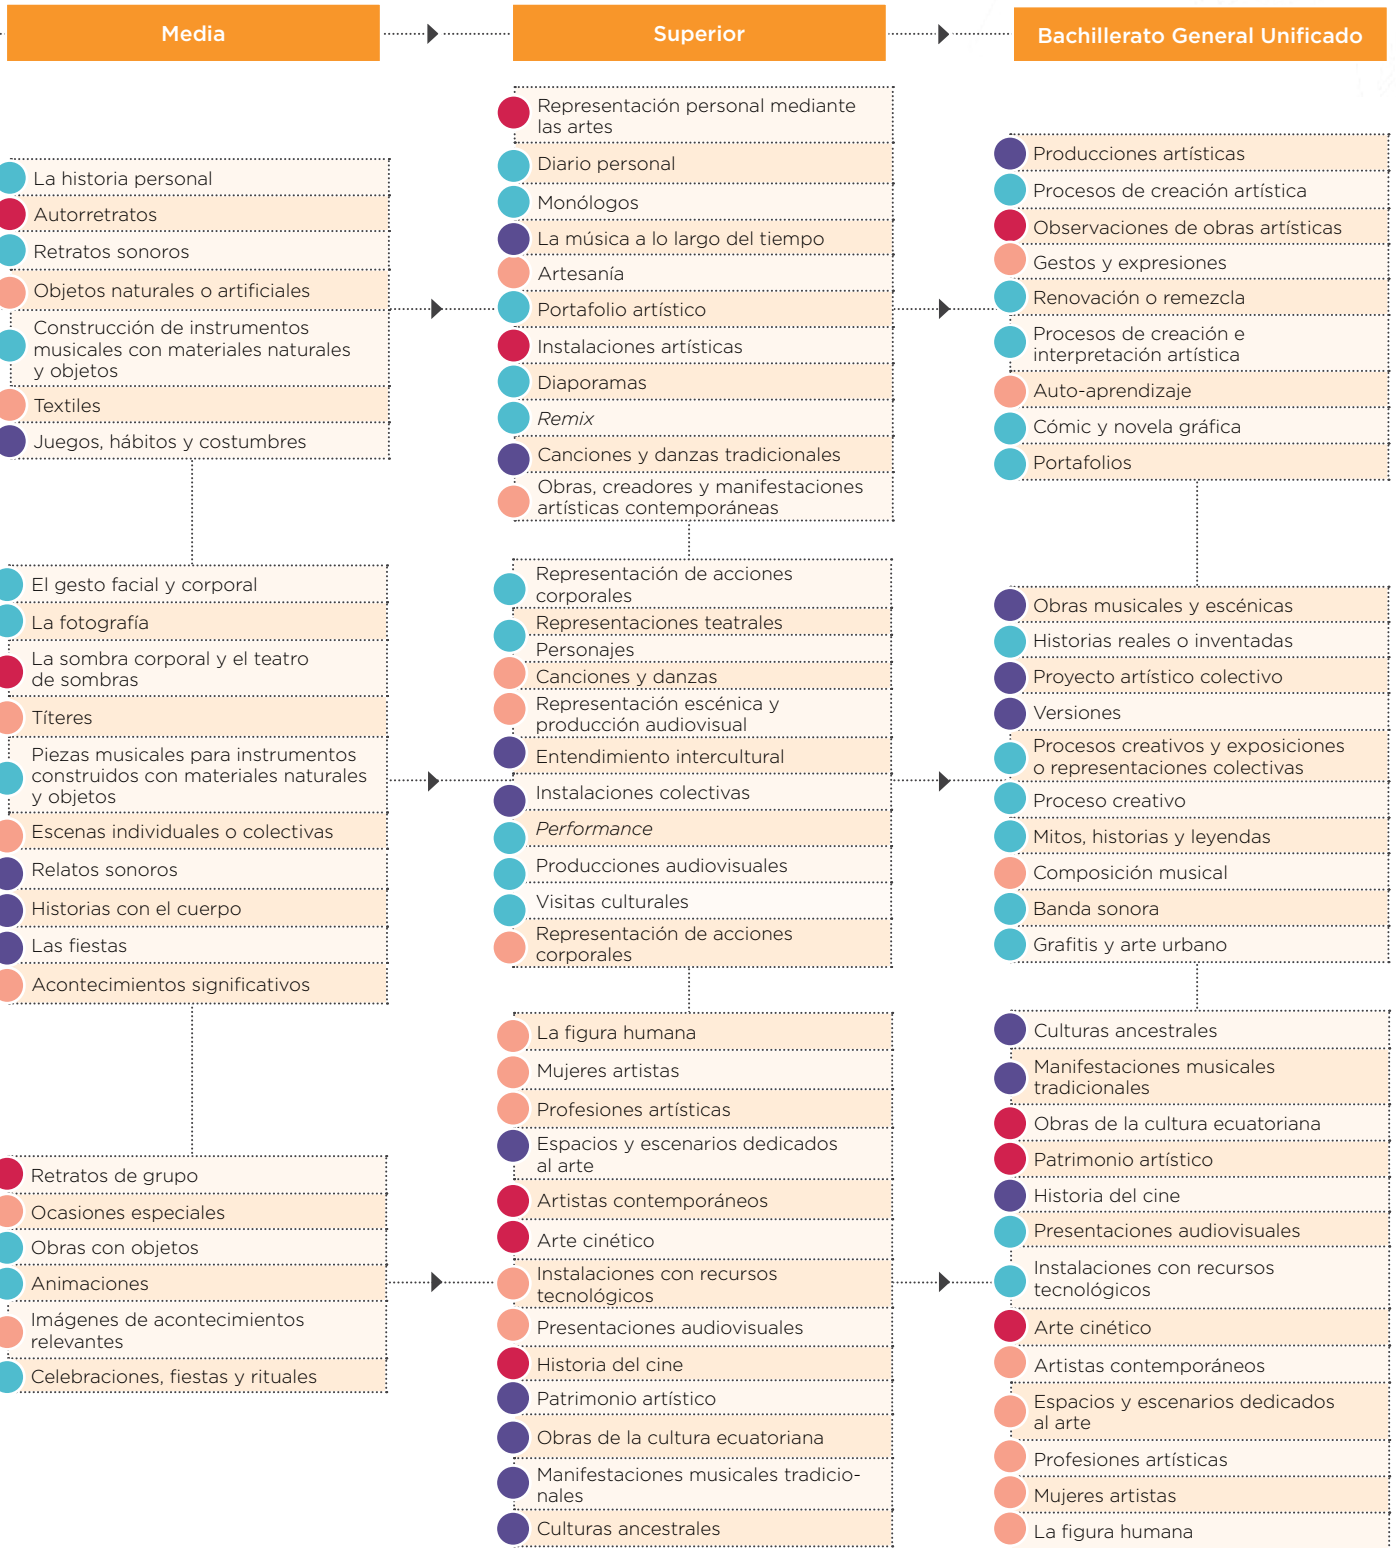 Media
Superior
Bachillerato General Unificado
La historia personal
Autorretratos
Retratos sonoros
Objetos naturales o artificiales
Construcción de instrumentos
musicales con materiales naturales
y objetos
Textiles
Juegos, hábitos y costumbres
El gesto facial y corporal
La fotografía
La sombra corporal y el teatro
de sombras
Títeres
Piezas musicales para instrumentos
construidos con materiales naturales
y objetos
Escenas individuales o colectivas
Relatos sonoros
Historias con el cuerpo
Las fiestas
Acontecimientos significativos
Retratos de grupo
Ocasiones especiales
Obras con objetos
Animaciones
Imágenes de acontecimientos
relevantes
Celebraciones, fiestas y rituales
Representación personal mediante
las artes
Diario personal
Monólogos
La música a lo largo del tiempo
Artesanía
Portafolio artístico
Instalaciones artísticas
Diaporamas
Remix
Canciones y danzas tradicionales
Obras, creadores y manifestaciones
artísticas contemporáneas
Representación de acciones
corporales
Representaciones teatrales
Personajes
Canciones y danzas
Representación escénica y
producción audiovisual
Entendimiento intercultural
Instalaciones colectivas
Performance
Producciones audiovisuales
Visitas culturales
Representación de acciones
corporales
La figura humana
Mujeres artistas
Profesiones artísticas
Espacios y escenarios dedicados
al arte
Artistas contemporáneos
Arte cinético
Instalaciones con recursos
tecnológicos
Presentaciones audiovisuales
Historia del cine
Patrimonio artístico
Obras de la cultura ecuatoriana
Manifestaciones musicales tradicio-
nales
Culturas ancestrales
Producciones artísticas
Procesos de creación artística
Observaciones de obras artísticas
Gestos y expresiones
Renovación o remezcla
Procesos de creación e
interpretación artística
Auto-aprendizaje
Cómic y novela gráfica
Portafolios
Obras musicales y escénicas
Historias reales o inventadas
Proyecto artístico colectivo
Versiones
Procesos creativos y exposiciones
o representaciones colectivas
Proceso creativo
Mitos, historias y leyendas
Composición musical
Banda sonora
Grafitis y arte urbano
Culturas ancestrales
Manifestaciones musicales
tradicionales
Obras de la cultura ecuatoriana
Patrimonio artístico
Historia del cine
Presentaciones audiovisuales
Instalaciones con recursos
tecnológicos
Arte cinético
Artistas contemporáneos
Espacios y escenarios dedicados
al arte
Profesiones artísticas
Mujeres artistas
La figura humana